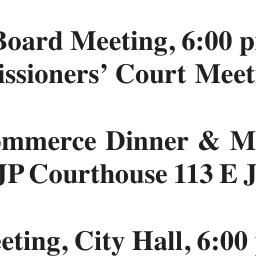 Board Meeting, 6:00 p
issioners’ Court Meet
ommerce Dinner & M
JP Courthouse 113 E J
eeting, City Hall, 6:00